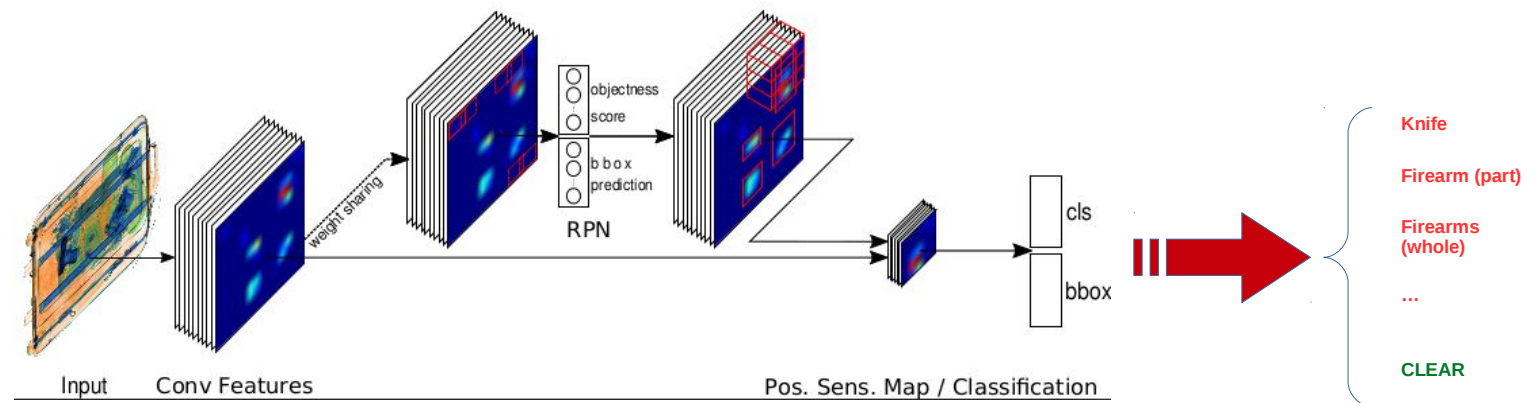 objectness
score
b b o x
prediction
RPN
weight sharing
cls
bbox
Input
Conv Features
Pos. Sens. Map / Classification
Knife
Firearm (part)
Firearms
(whole)
...
CLEAR